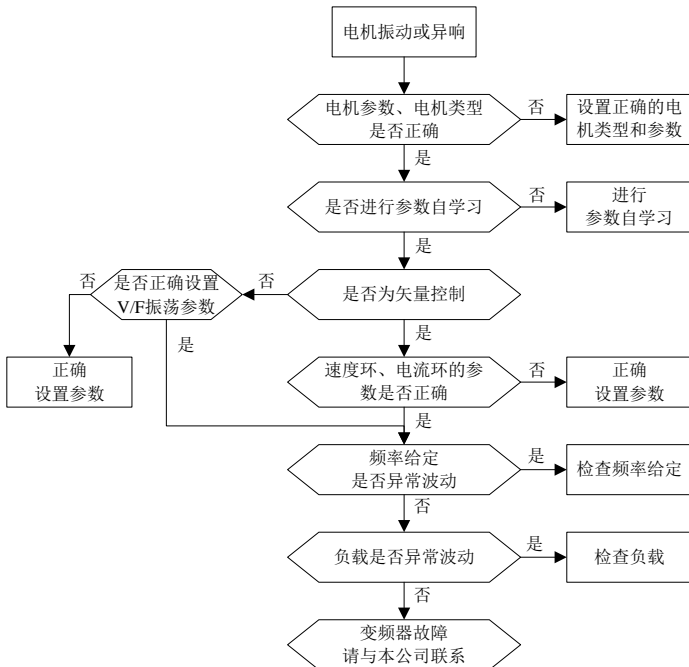 电机振动或异响
电机参数、电机类型
是否正确
否
设置正确的电
机类型和参数
是
是否进行参数自学习
否
进行
参数自学习
是
是否为矢量控制
否
是否正确设置
V/F振荡参数
否
正确
设置参数
是
是
速度环、电流环的参
数是否正确
否
正确
设置参数
是
频率给定
是否异常波动
是
检查频率给定
否
负载是否异常波动
是
检查负载
否
变频器故障
请与本公司联系